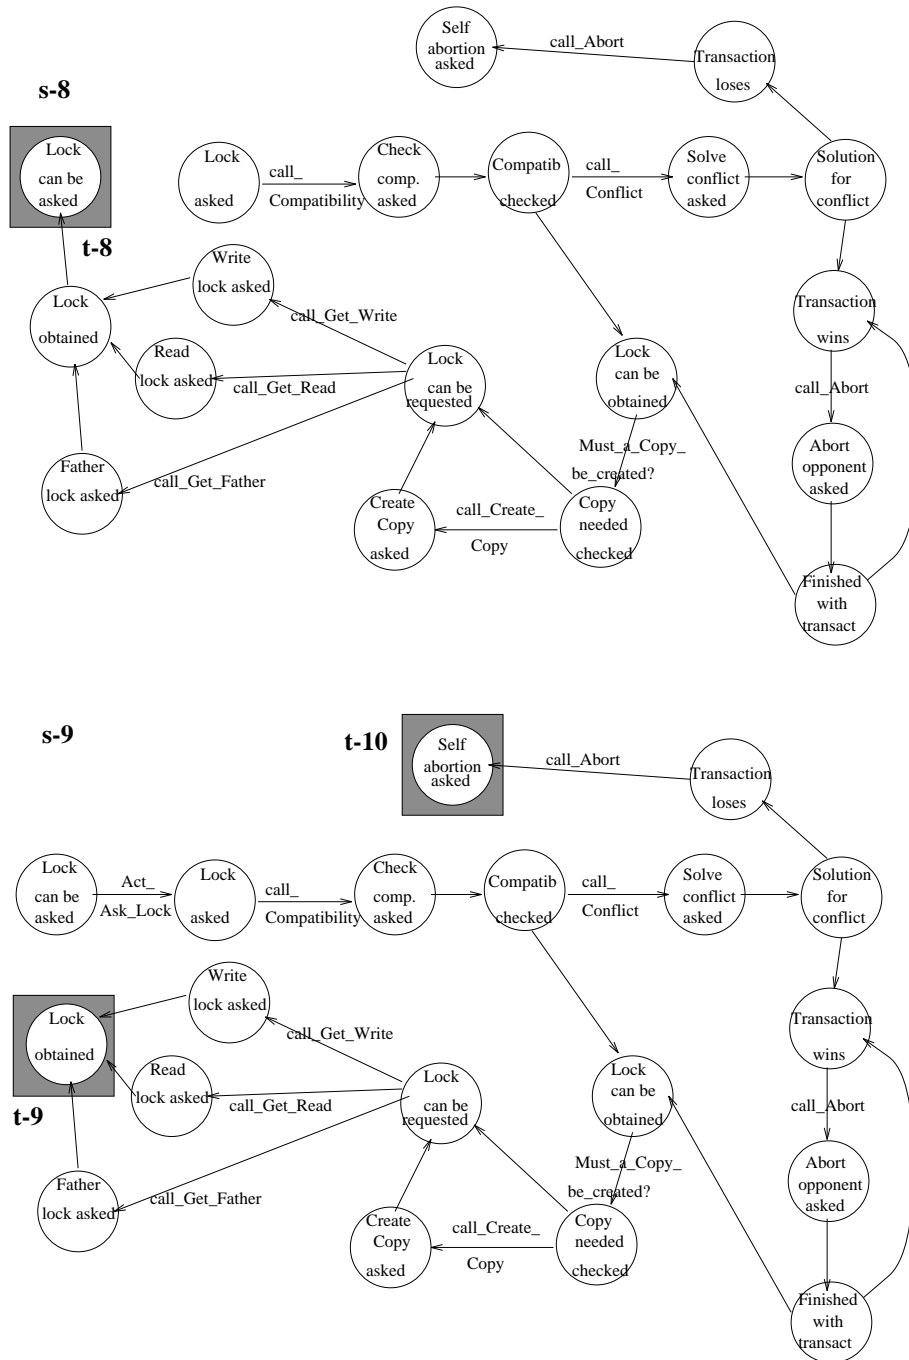 Self
abortion
asked
call_Abort
Transaction
loses
s-8
Lock
can be
asked
t-8
Lock
asked
call_
Compatibility
Check
comp.
asked
Compatib
checked
call_
Conflict
Solve
conflict
asked
Solution
for
conflict
Write
lock asked
call_Get_Write
Lock
obtained
Read
lock asked
call_Get_Read
Lock
can be
requested
Lock
can be
obtained
Transaction
wins
call_Abort
Must_a_Copy_
be_created?
Father
lock asked
call_Get_Father
Create
Copy
asked
call_Create_
Copy
Copy
needed
checked
Abort
opponent
asked
Finished
with
transact
s-9
t-10
Self
abortion
asked
call_Abort
Transaction
loses
Lock
can be
asked
Act_
Ask_Lock
Lock
asked
call_
Compatibility
Check
comp.
asked
Compatib
checked
call_
Conflict
Solve
conflict
asked
Solution
for
conflict
Write
lock asked
call_Get_Write
Lock
obtained
t-9
Read
lock asked
call_Get_Read
Lock
can be
requested
Lock
can be
obtained
Transaction
wins
call_Abort
Must_a_Copy_
be_created?
Father
lock asked
call_Get_Father
Create
Copy
asked
call_Create_
Copy
Copy
needed
checked
Abort
opponent
asked
Finished
with
transact